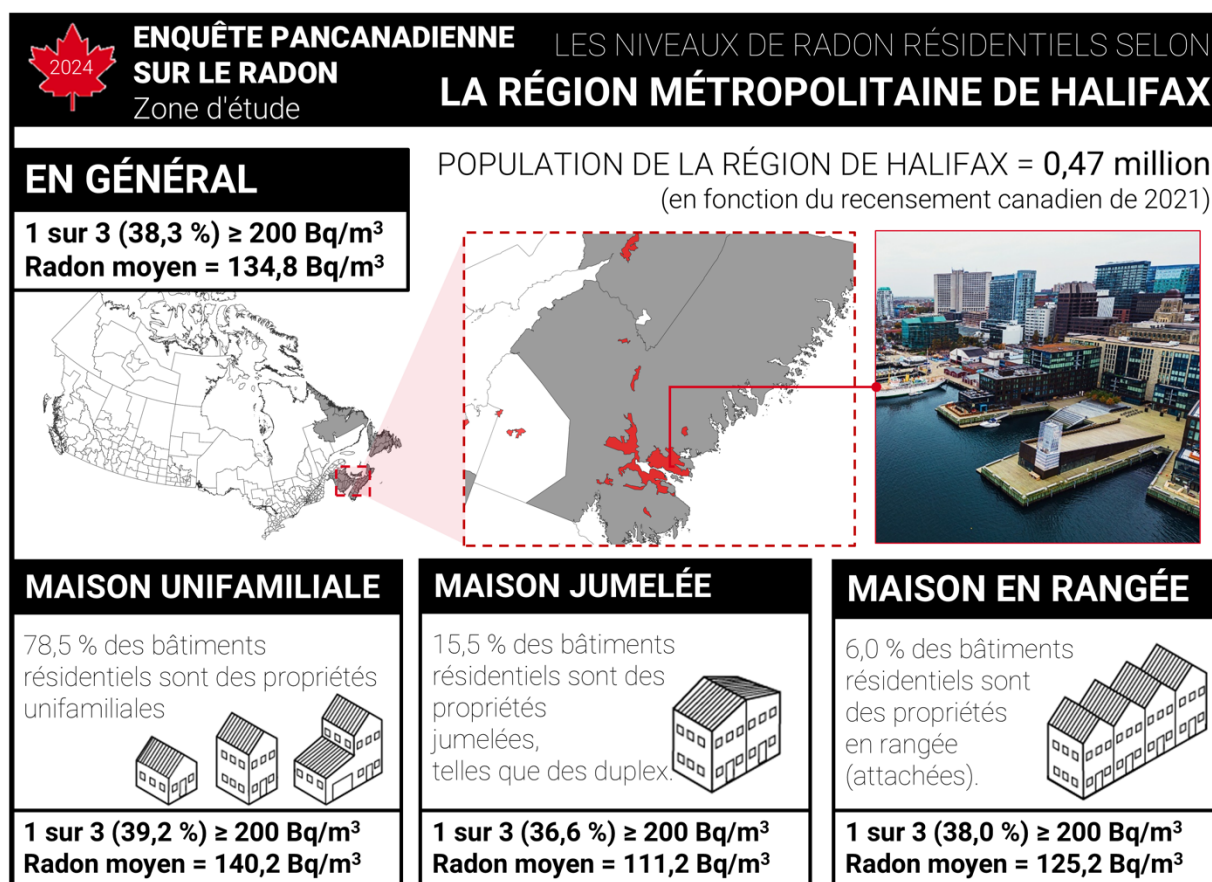 2024
ENQUÊTE PANCANADIENNE
SUR LE RADON
Zone d'étude
LES NIVEAUX DE RADON RÉSIDENTIELS SELON
LA RÉGION MÉTROPOLITAINE DE HALIFAX
EN GÉNÉRAL
1 sur 3 (38,3 %) ≥ 200 Bq/m³
Radon moyen = 134,8 Bq/m³
POPULATION DE LA RÉGION DE HALIFAX = 0,47 million
(en fonction du recensement canadien de 2021)
MAISON UNIFAMILIALE
78,5 % des bâtiments
résidentiels sont des propriétés
unifamiliales
1 sur 3 (39,2 %) ≥ 200 Bq/m³
Radon moyen = 140,2 Bq/m³
MAISON JUMELÉE
15,5 % des bâtiments
résidentiels sont des
propriétés
jumelées,
telles que des duplex.
1 sur 3 (36,6 %) ≥ 200 Bq/m³
Radon moyen = 111,2 Bq/m³
MAISON EN RANGÉE
6,0 % des bâtiments
résidentiels sont
des propriétés
en rangée
(attachées).
1 sur 3 (38,0 %) ≥ 200 Bq/m³
Radon moyen = 125,2 Bq/m³